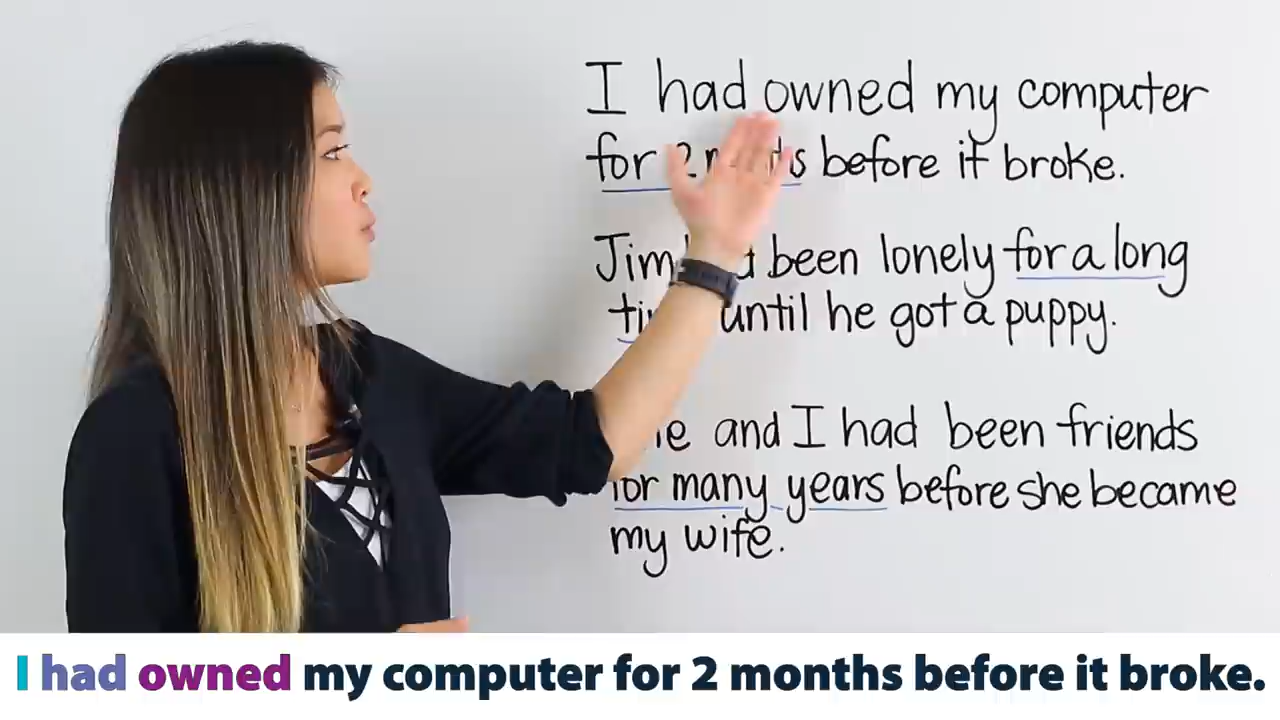 I had owned my computer
for 2 before it broke.
Jim been lonely for a long
until he got a puppy.
and I had been friends
for many years before she became
my wife.
I had owned my computer for 2 months before it broke.